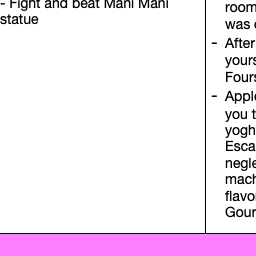 - Fight and beat Mani Mani
statue
room
was
- After
yours
Fours
- Apple
you t
yogh
Esca
negle
mach
flavo
Gour